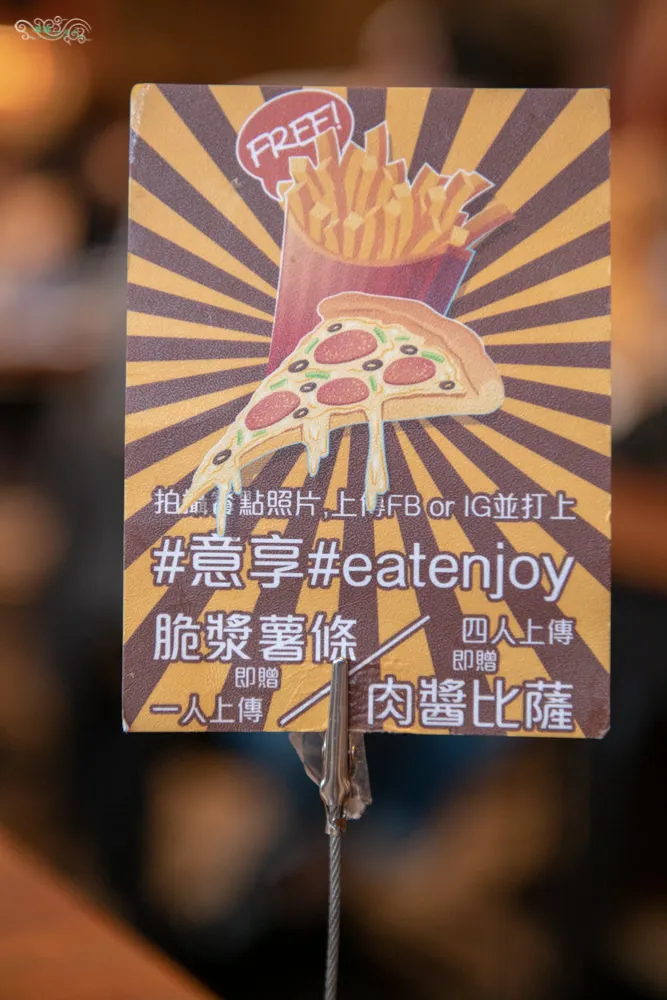 FREE!
拍攝餐點照片,上傳FB or IG並打上
#意享#eatenjoy
脆漿薯條
即贈
一人上傳
四人上傳
即贈
肉醬比薩